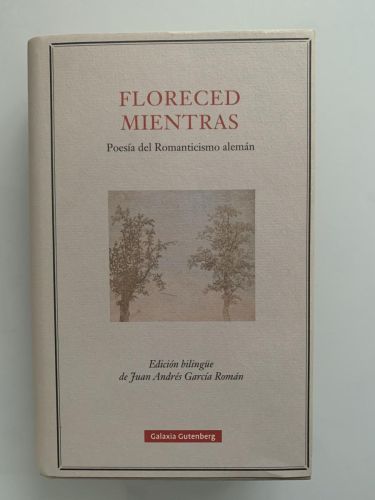 FLORECED
MIENTRAS
Poesía del Romanticismo alemán
Edición bilingüe
de Juan Andrés García Román
Galaxia Gutenberg